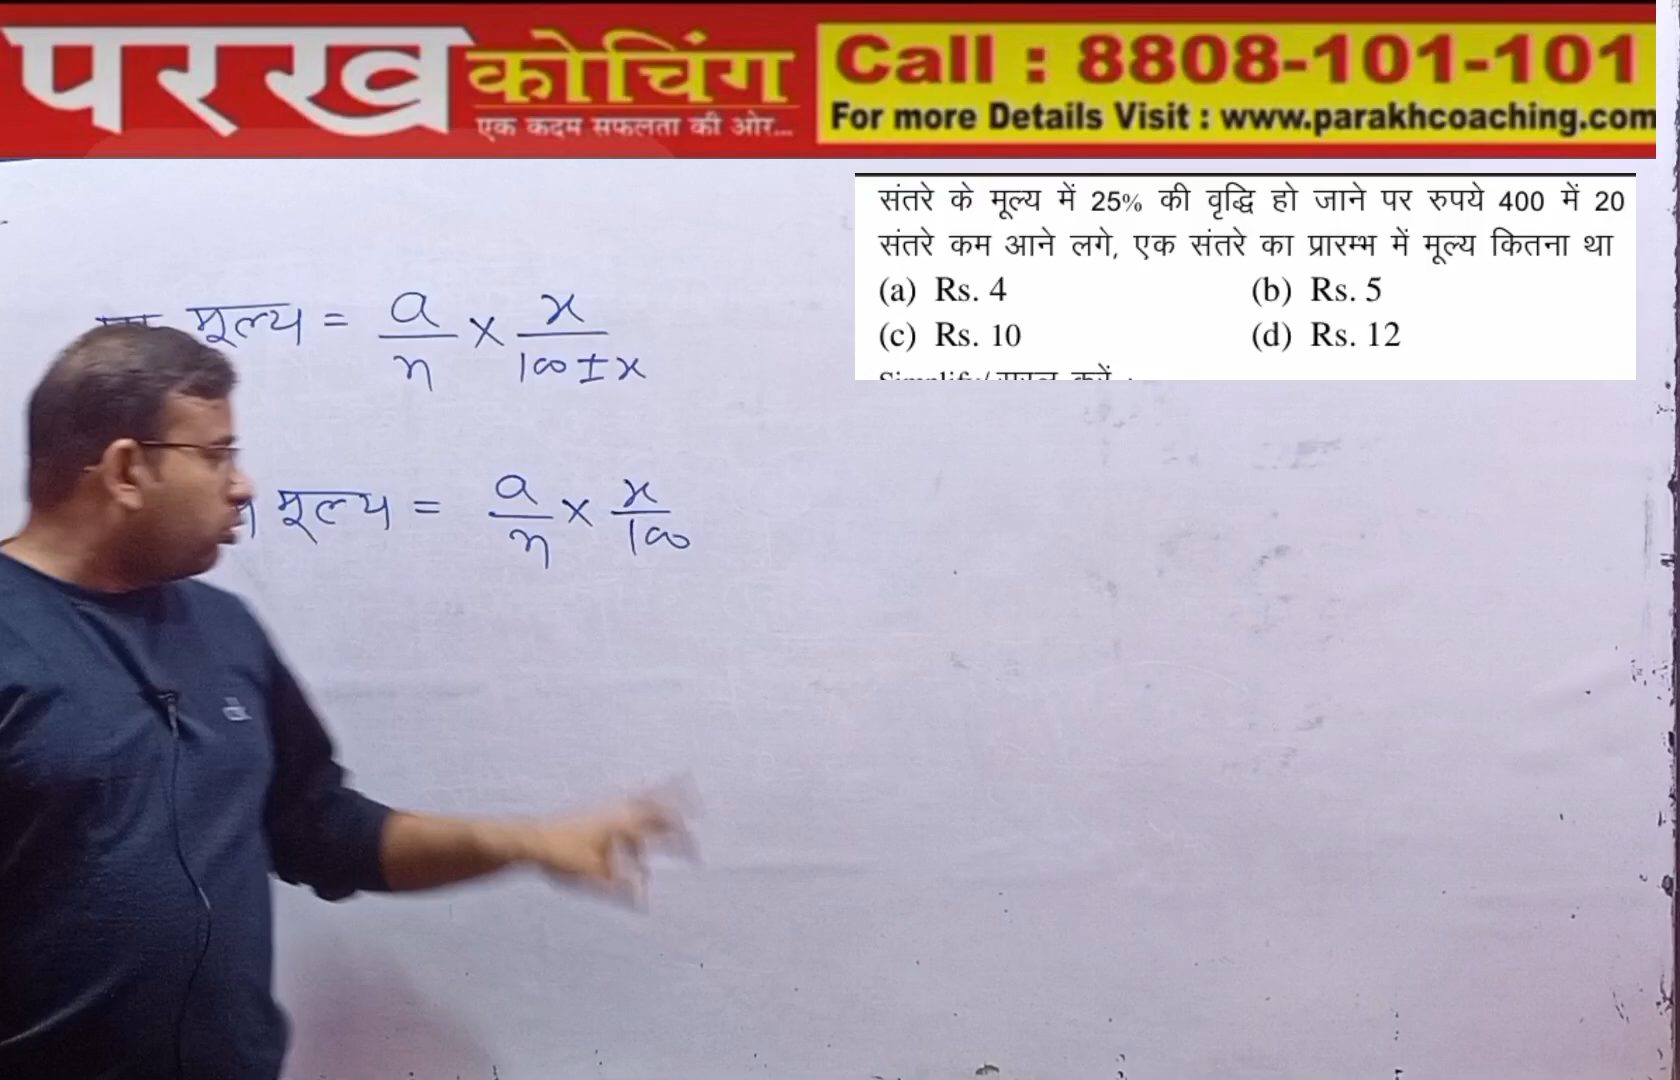 परख कोचिंग
एक कदम सफलता की ओर...
Call : 8808-101-101
For more Details Visit : www.parakhcoaching.com
संतरे के मूल्य में 25% की वृद्धि हो जाने पर रुपये 400 में 20
संतरे कम आने लगे, एक संतरे का प्रारम्भ में मूल्य कितना था
(a) Rs. 4 (b) Rs. 5
(c) Rs. 10 (d) Rs. 12
मूल्य = a/n × x/100±x
मूल्य = a/n × x/100